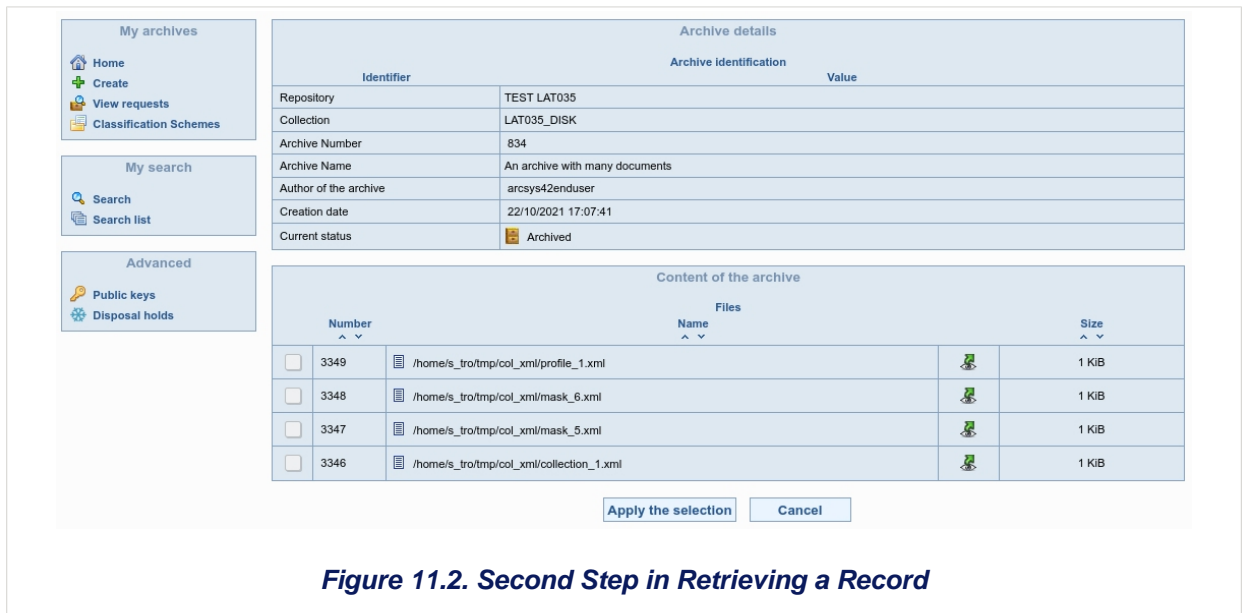 My archives
Home
Create
View requests
Classification Schemes
My search
Search
Search list
Advanced
Public keys
Disposal holds
Archive details
Archive identification
Identifier Value
Repository TEST LAT035
Collection LAT035_DISK
Archive Number 834
Archive Name An archive with many documents
Author of the archive arcsys42enduser
Creation date 22/10/2021 17:07:41
Current status Archived
Content of the archive
Files
Number Name Size
3349 /home/s_tro/tmp/col_xml/profile_1.xml 1 KiB
3348 /home/s_tro/tmp/col_xml/mask_6.xml 1 KiB
3347 /home/s_tro/tmp/col_xml/mask_5.xml 1 KiB
3346 /home/s_tro/tmp/col_xml/collection_1.xml 1 KiB
Apply the selection Cancel
Figure 11.2. Second Step in Retrieving a Record